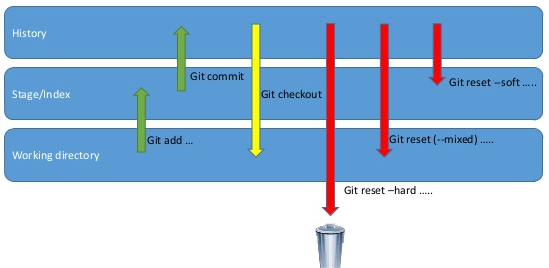 History
Git reset –soft .....
Git commit
Stage/Index
Git checkout
Git add ...
Git reset (--mixed) .....
Working directory
Git reset –hard .....